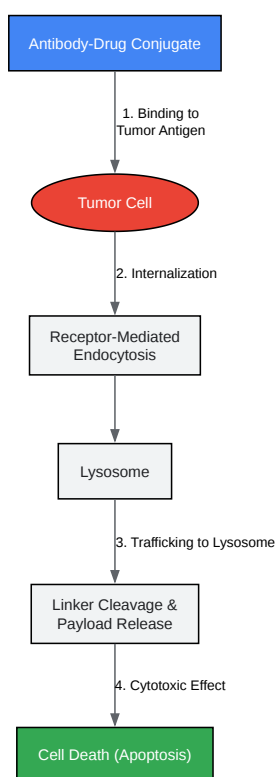 Antibody-Drug Conjugate
1. Binding to
Tumor Antigen
Tumor Cell
2. Internalization
Receptor-Mediated
Endocytosis
Lysosome
3. Trafficking to Lysosome
Linker Cleavage &
Payload Release
4. Cytotoxic Effect
Cell Death (Apoptosis)